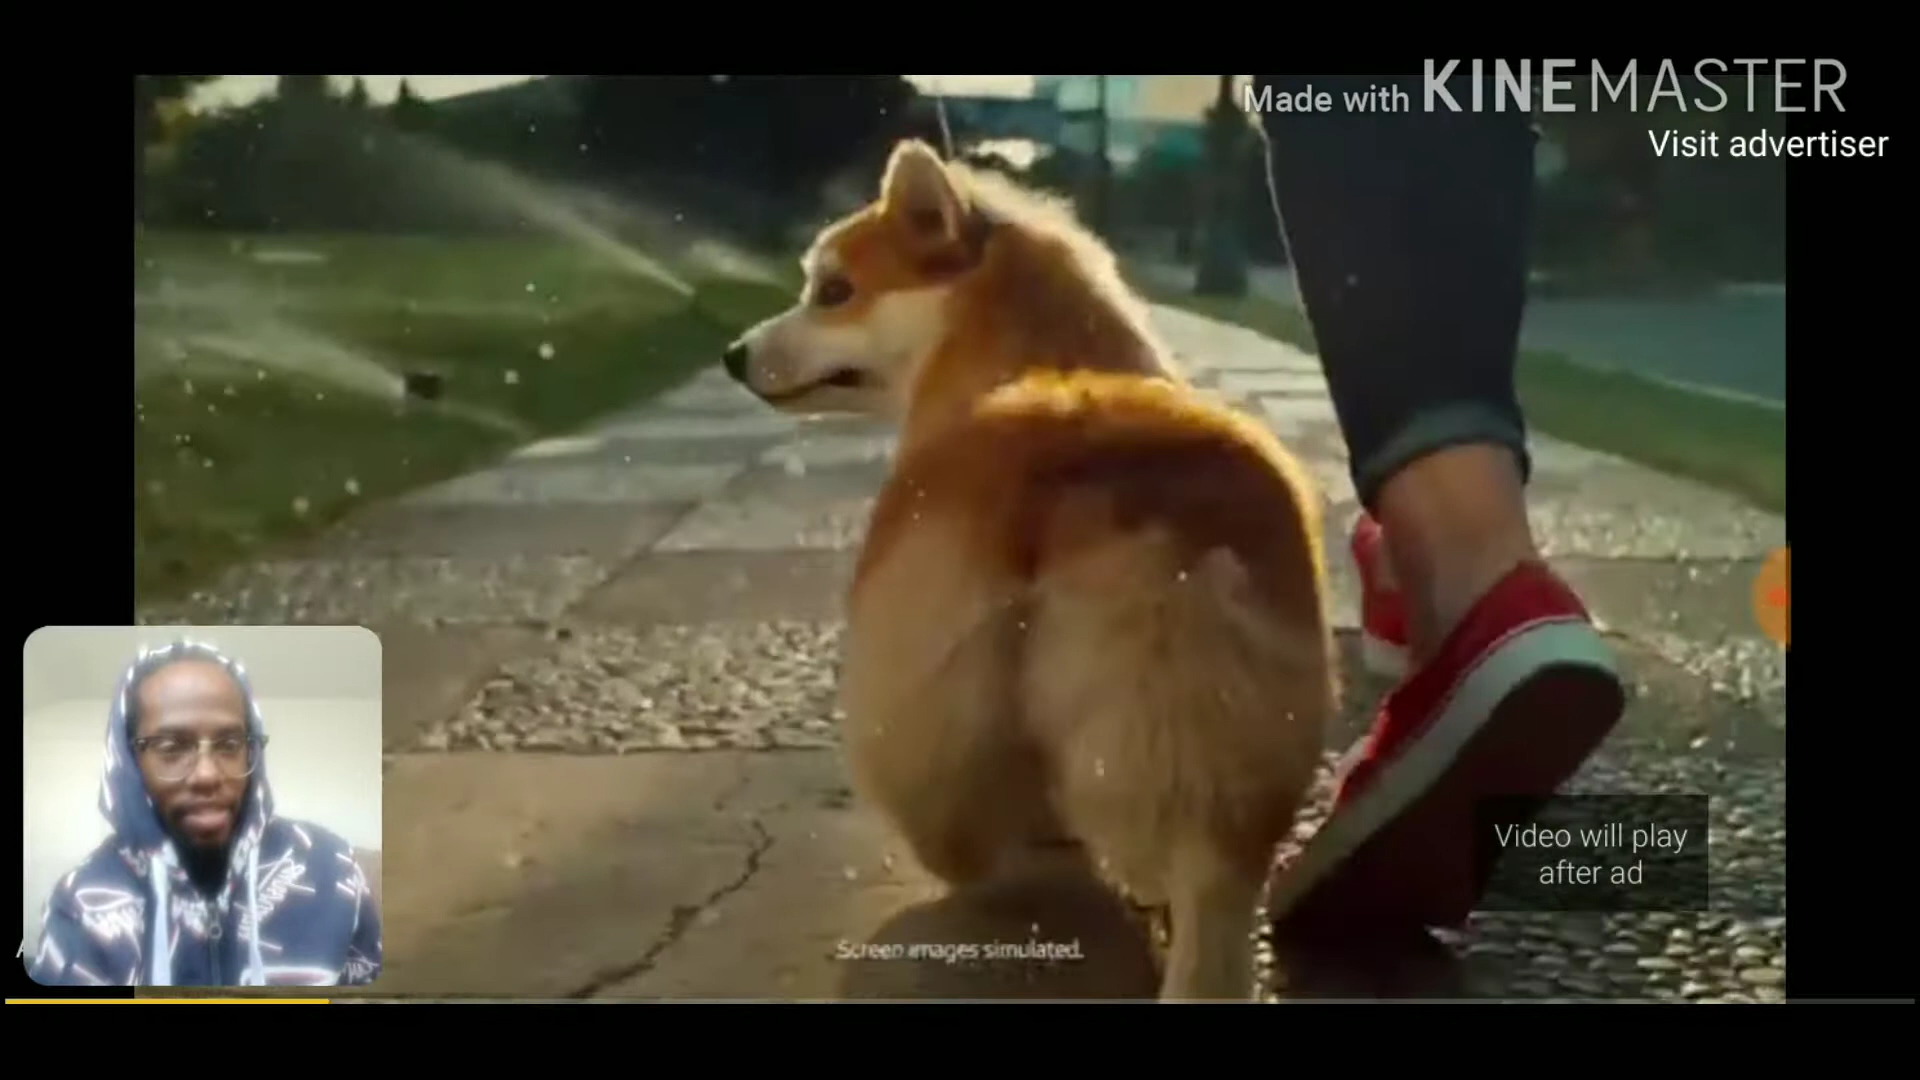 Made with KINEMASTER
Visit advertiser
Video will play
after ad
Screen images simulated.